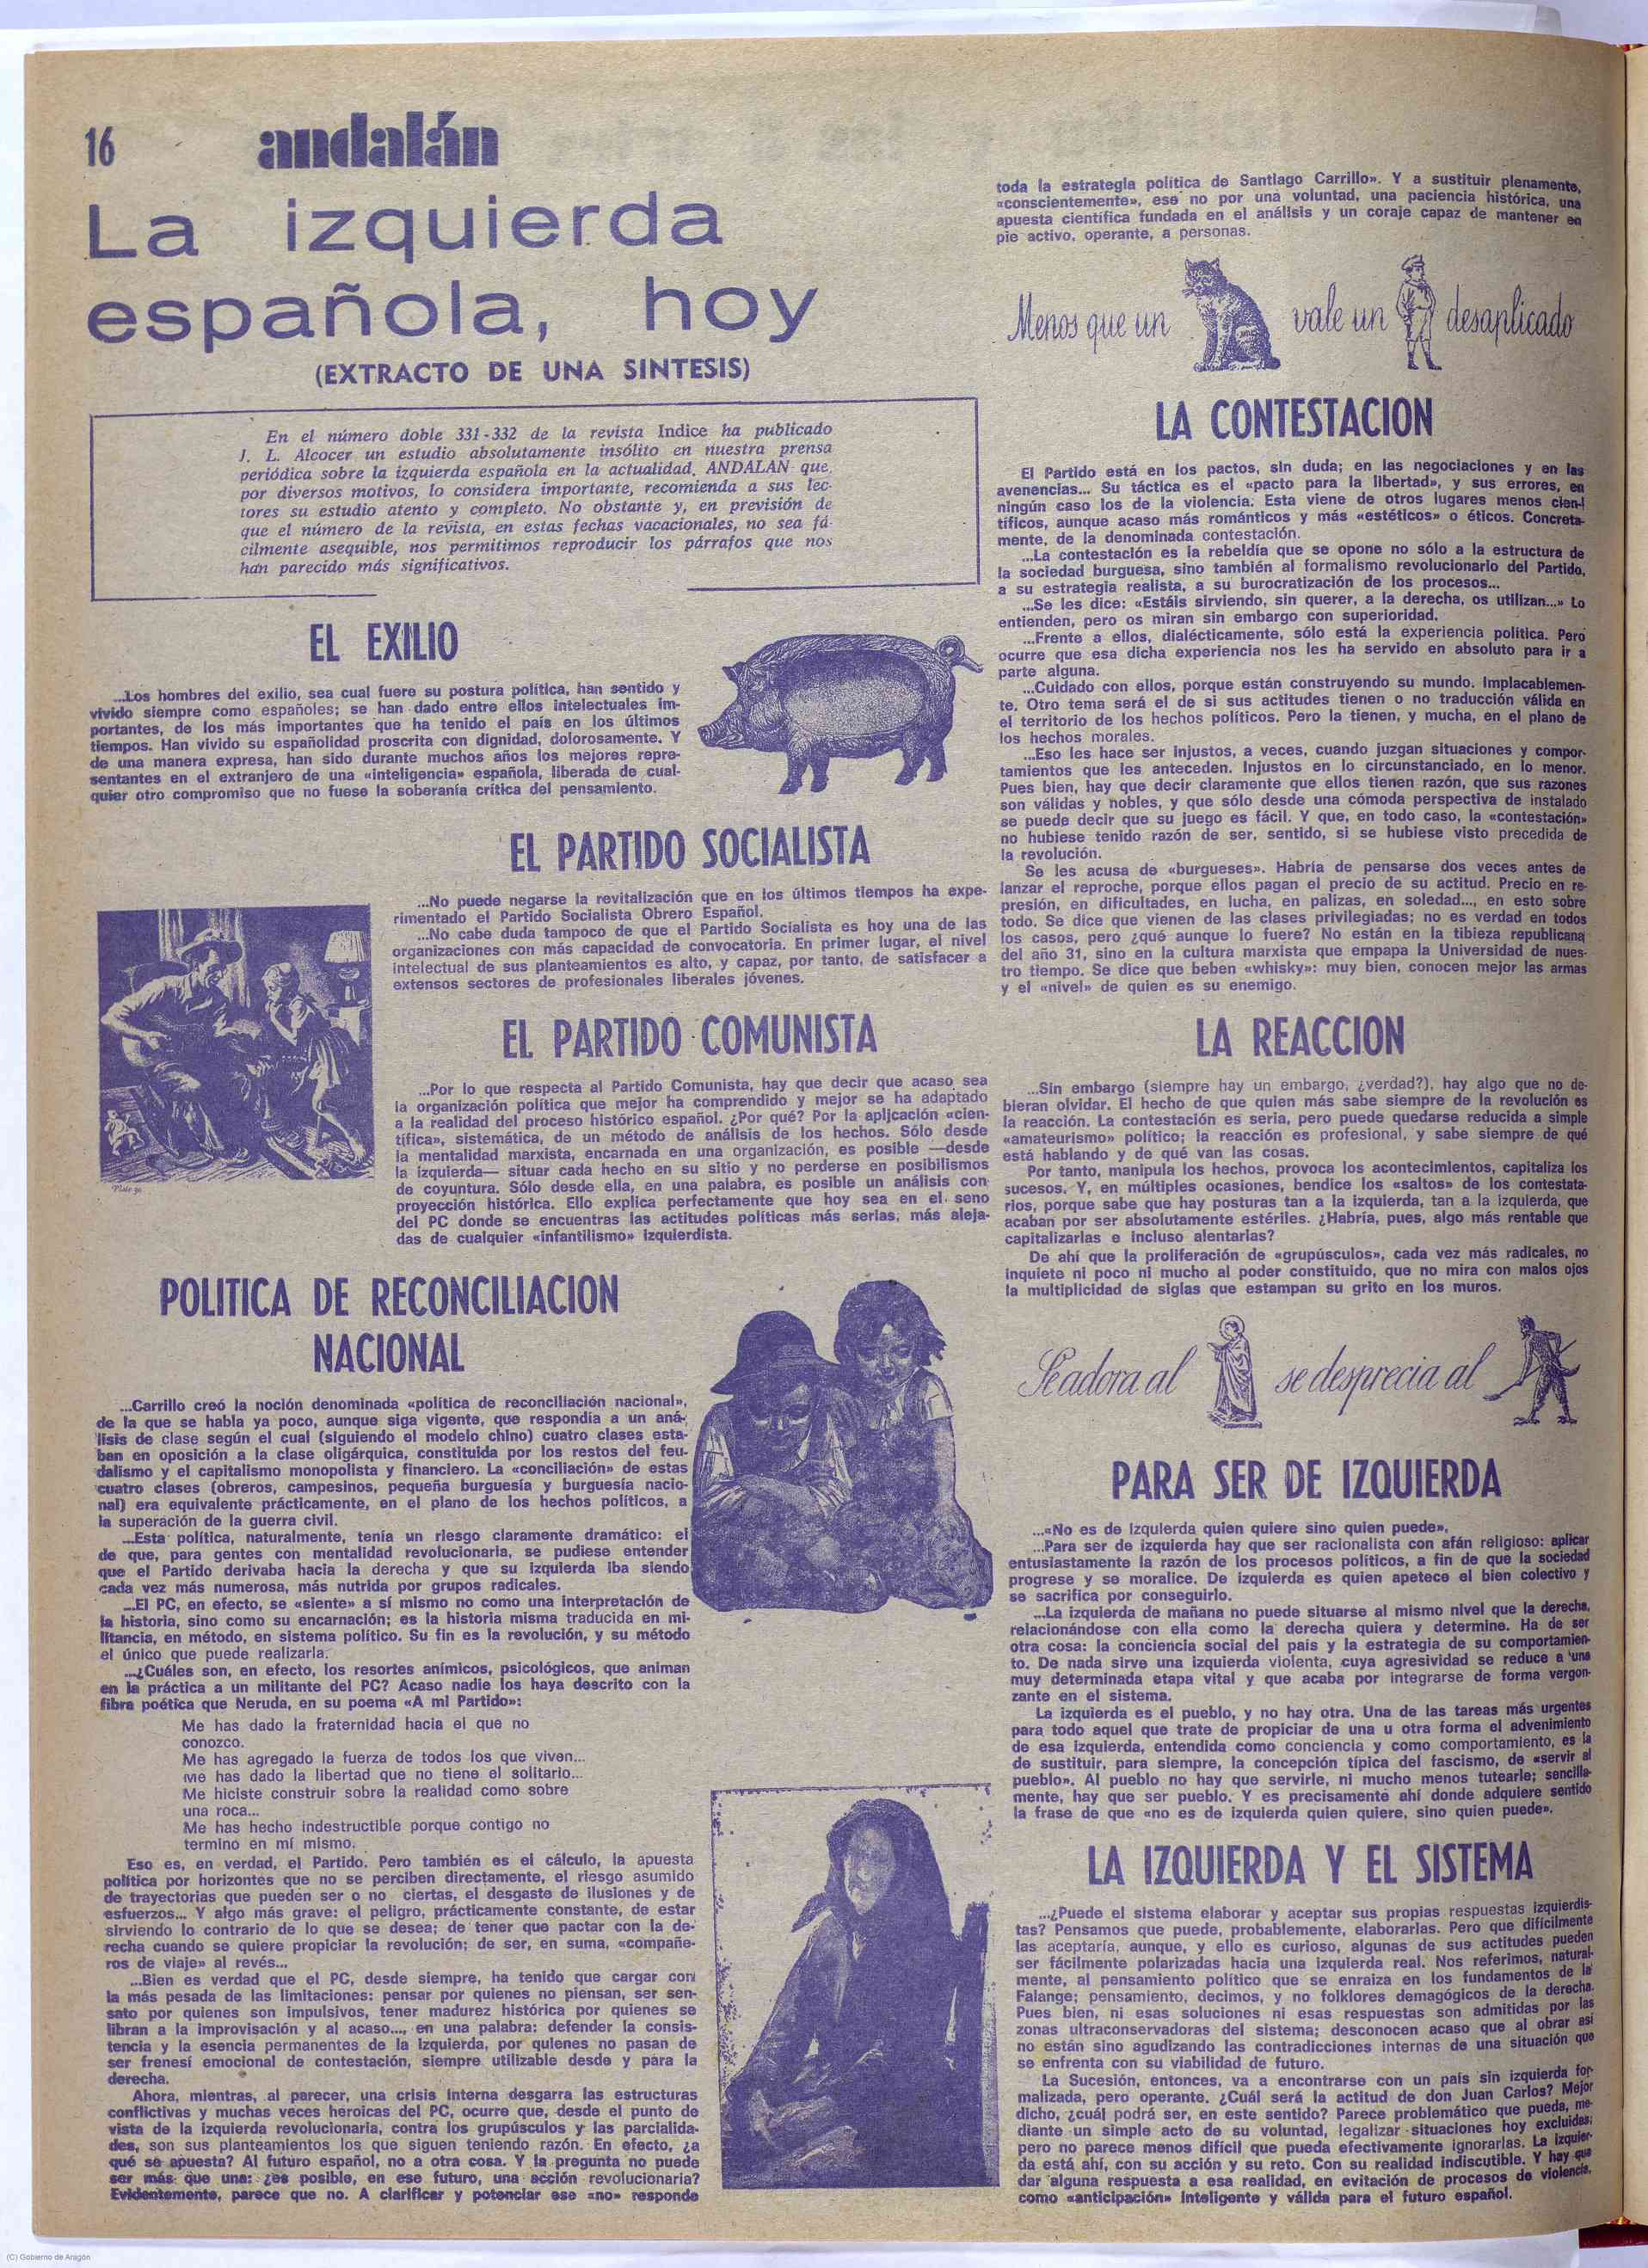 16
andalán
La izquierda
española, hoy
(EXTRACTO DE UNA SINTESIS)
En el número doble 331-332 de la revista Indice ha publicado
J. L. Alcocer un estudio absolutamente insólito en nuestra prensa
periódica sobre la izquierda española en la actualidad. ANDALAN que,
por diversos motivos, lo considera importante, recomienda a sus lec-
tores su estudio atento y completo. No obstante y, en previsión de
que el número de la revista, en estas fechas vacacionales, no sea fá-
cilmente asequible, nos permitimos reproducir los párrafos que nos
han parecido más significativos.
EL EXILIO
...Los hombres del exilio, sea cual fuere su postura política, han sentido y
vivido siempre como españoles; se han dado entre ellos intelectuales im-
portantes, de los más importantes que ha tenido el país en los últimos
tiempos. Han vivido su españolidad proscrita con dignidad, dolorosamente. Y
de una manera expresa, han sido durante muchos años los mejores repre-
sentantes en el extranjero de una «inteligencia» española, liberada de cual-
quier otro compromiso que no fuese la soberanía crítica del pensamiento.
EL PARTIDO SOCIALISTA
...No puede negarse la revitalización que en los últimos tiempos ha expe-
rimentado el Partido Socialista Obrero Español.
...No cabe duda tampoco de que el Partido Socialista es hoy una de las
organizaciones con más capacidad de convocatoria. En primer lugar, el nivel
intelectual de sus planteamientos es alto, y capaz, por tanto, de satisfacer a
extensos sectores de profesionales liberales jóvenes.
EL PARTIDO COMUNISTA
...Por lo que respecta al Partido Comunista, hay que decir que acaso sea
la organización política que mejor ha comprendido y mejor se ha adaptado
a la realidad del proceso histórico español. ¿Por qué? Por la aplicación «cien-
tífica», sistemática, de un método de análisis de los hechos. Sólo desde
la mentalidad marxista, encarnada en una organización, es posible —desde
la izquierda— situar cada hecho en su sitio y no perderse en posibilismos
de coyuntura. Sólo desde ella, en una palabra, es posible un análisis con
proyección histórica. Ello explica perfectamente que hoy sea en el seno
del PC donde se encuentras las actitudes políticas más serias, más aleja-
das de cualquier «infantilismo» izquierdista.
POLITICA DE RECONCILIACION
NACIONAL
...Carrillo creó la noción denominada «política de reconciliación nacional»,
de la que se habla ya poco, aunque siga vigente, que respondía a un aná-
lisis de clase según el cual (siguiendo el modelo chino) cuatro clases esta-
ban en oposición a la clase oligárquica, constituida por los restos del feu-
dalismo y el capitalismo monopolista y financiero. La «conciliación» de estas
cuatro clases (obreros, campesinos, pequeña burguesía y burguesía nacio-
nal) era equivalente prácticamente, en el plano de los hechos políticos, a
la superación de la guerra civil.
...Esta política, naturalmente, tenía un riesgo claramente dramático: el
de que, para gentes con mentalidad revolucionaria, se pudiese entender
que el Partido derivaba hacia la derecha y que su izquierda iba siendo
cada vez más numerosa, más nutrida por grupos radicales.
...El PC, en efecto, se «siente» a sí mismo no como una interpretación de
la historia, sino como su encarnación; es la historia misma traducida en mi-
litancia, en método, en sistema político. Su fin es la revolución, y su método
el único que puede realizarla.
...¿Cuáles son, en efecto, los resortes anímicos, psicológicos, que animan
en la práctica a un militante del PC? Acaso nadie los haya descrito con la
fibra poética que Neruda, en su poema «A mi Partido»:
Me has dado la fraternidad hacia el que no
conozco.
Me has agregado la fuerza de todos los que viven...
Me has dado la libertad que no tiene el solitario...
Me hiciste construir sobre la realidad como sobre
una roca...
Me has hecho indestructible porque contigo no
termino en mí mismo.
Eso es, en verdad, el Partido. Pero también es el cálculo, la apuesta
política por horizontes que no se perciben directamente, el riesgo asumido
de trayectorias que pueden ser o no ciertas, el desgaste de ilusiones y de
esfuerzos... Y algo más grave: el peligro, prácticamente constante, de estar
sirviendo lo contrario de lo que se desea; de tener que pactar con la de-
recha cuando se quiere propiciar la revolución; de ser, en suma, «compañe-
ros de viaje» al revés...
...Bien es verdad que el PC, desde siempre, ha tenido que cargar con
la más pesada de las limitaciones: pensar por quienes no piensan, ser sen-
sato por quienes son impulsivos, tener madurez histórica por quienes se
libran a la improvisación y al acaso..., en una palabra: defender la consis-
tencia y la esencia permanentes de la izquierda, por quienes no pasan de
ser frenesí emocional de contestación, siempre utilizable desde y para la
derecha.
Ahora, mientras, al parecer, una crisis interna desgarra las estructuras
conflictivas y muchas veces heroicas del PC, ocurre que, desde el punto de
vista de la izquierda revolucionaria, contra los grupúsculos y las parcialida-
des, son sus planteamientos los que siguen teniendo razón. En efecto, ¿a
qué se apuesta? Al futuro español, no a otra cosa. Y la pregunta no puede
ser más que una: ¿es posible, en ese futuro, una acción revolucionaria?
Evidentemente, parece que no. A clarificar y potenciar ese «no» responde
toda la estrategia política de Santiago Carrillo». Y a sustituir plenamente,
«conscientemente», ese no por una voluntad, una paciencia histórica, una
apuesta científica fundada en el análisis y un coraje capaz de mantener en
pie activo, operante, a personas.
Menos que un vale un desaplicado
LA CONTESTACION
El Partido está en los pactos, sin duda; en las negociaciones y en las
avenencias... Su táctica es el «pacto para la libertad», y sus errores, en
ningún caso los de la violencia. Esta viene de otros lugares menos cien-
tíficos, aunque acaso más románticos y más «estéticos» o éticos. Concreta-
mente, de la denominada contestación.
...La contestación es la rebeldía que se opone no sólo a la estructura de
la sociedad burguesa, sino también al formalismo revolucionario del Partido,
a su estrategia realista, a su burocratización de los procesos...
...Se les dice: «Estáis sirviendo, sin querer, a la derecha, os utilizan...» Lo
entienden, pero os miran sin embargo con superioridad.
...Frente a ellos, dialécticamente, sólo está la experiencia política. Pero
ocurre que esa dicha experiencia nos les ha servido en absoluto para ir a
parte alguna.
...Cuidado con ellos, porque están construyendo su mundo. Implacablemen-
te. Otro tema será el de si sus actitudes tienen o no traducción válida en
el territorio de los hechos políticos. Pero la tienen, y mucha, en el plano de
los hechos morales.
...Eso les hace ser injustos, a veces, cuando juzgan situaciones y compor-
tamientos que les anteceden. Injustos en lo circunstanciado, en lo menor.
Pues bien, hay que decir claramente que ellos tienen razón, que sus razones
son válidas y nobles, y que sólo desde una cómoda perspectiva de instalado
se puede decir que su juego es fácil. Y que, en todo caso, la «contestación»
no hubiese tenido razón de ser, sentido, si se hubiese visto precedida de
la revolución.
Se les acusa de «burgueses». Habría de pensarse dos veces antes de
lanzar el reproche, porque ellos pagan el precio de su actitud. Precio en re-
presión, en dificultades, en lucha, en palizas, en soledad..., en esto sobre
todo. Se dice que vienen de las clases privilegiadas; no es verdad en todos
los casos, pero ¿qué aunque lo fuere? No están en la tibieza republicana
del año 31, sino en la cultura marxista que empapa la Universidad de nues-
tro tiempo. Se dice que beben «whisky»: muy bien, conocen mejor las armas
y el «nivel» de quien es su enemigo.
LA REACCION
...Sin embargo (siempre hay un embargo, ¿verdad?), hay algo que no de-
bieran olvidar. El hecho de que quien más sabe siempre de la revolución es
la reacción. La contestación es seria, pero puede quedarse reducida a simple
«amateurismo» político; la reacción es profesional, y sabe siempre de qué
está hablando y de qué van las cosas.
Por tanto, manipula los hechos, provoca los acontecimientos, capitaliza los
sucesos. Y, en múltiples ocasiones, bendice los «saltos» de los contestata-
rios, porque sabe que hay posturas tan a la izquierda, tan a la izquierda, que
acaban por ser absolutamente estériles. ¿Habría, pues, algo más rentable que
capitalizarlas e incluso alentarlas?
De ahí que la proliferación de «grupúsculos», cada vez más radicales, no
inquiete ni poco ni mucho al poder constituido, que no mira con malos ojos
la multiplicidad de siglas que estampan su grito en los muros.
Se adora al se desprecia al
PARA SER DE IZQUIERDA
...«No es de izquierda quien quiere sino quien puede».
...Para ser de izquierda hay que ser racionalista con afán religioso: aplicar
entusiastamente la razón de los procesos políticos, a fin de que la sociedad
progrese y se moralice. De izquierda es quien apetece el bien colectivo y
se sacrifica por conseguirlo.
...La izquierda de mañana no puede situarse al mismo nivel que la derecha,
relacionándose con ella como la derecha quiera y determine. Ha de ser
otra cosa: la conciencia social del país y la estrategia de su comportamien-
to. De nada sirve una izquierda violenta, cuya agresividad se reduce a una
muy determinada etapa vital y que acaba por integrarse de forma vergon-
zante en el sistema.
La izquierda es el pueblo, y no hay otra. Una de las tareas más urgentes
para todo aquel que trate de propiciar de una u otra forma el advenimiento
de esa izquierda, entendida como conciencia y como comportamiento, es la
de sustituir, para siempre, la concepción típica del fascismo, de «servir al
pueblo». Al pueblo no hay que servirle, ni mucho menos tutearle; sencilla-
mente, hay que ser pueblo. Y es precisamente ahí donde adquiere sentido
la frase de que «no es de izquierda quien quiere, sino quien puede».
LA IZQUIERDA Y EL SISTEMA
...¿Puede el sistema elaborar y aceptar sus propias respuestas izquierdis-
tas? Pensamos que puede, probablemente, elaborarlas. Pero que difícilmente
las aceptaría, aunque, y ello es curioso, algunas de sus actitudes pueden
ser fácilmente polarizadas hacia una izquierda real. Nos referimos, natural-
mente, al pensamiento político que se enraiza en los fundamentos de la
Falange; pensamiento, decimos, y no folklores demagógicos de la derecha.
Pues bien, ni esas soluciones ni esas respuestas son admitidas por las
zonas ultraconservadoras del sistema; desconocen acaso que al obrar así
no están sino agudizando las contradicciones internas de una situación que
se enfrenta con su viabilidad de futuro.
La Sucesión, entonces, va a encontrarse con un país sin izquierda for-
malizada, pero operante. ¿Cuál será la actitud de don Juan Carlos? Mejor
dicho, ¿cuál podrá ser, en este sentido? Parece problemático que pueda, me-
diante un simple acto de su voluntad, legalizar situaciones hoy excluidas;
pero no parece menos difícil que pueda efectivamente ignorarlas. La izquier-
da está ahí, con su acción y su reto. Con su realidad indiscutible. Y hay que
dar alguna respuesta a esa realidad, en evitación de procesos de violencia,
como «anticipación» inteligente y válida para el futuro español.
(C) Gobierno de Aragón